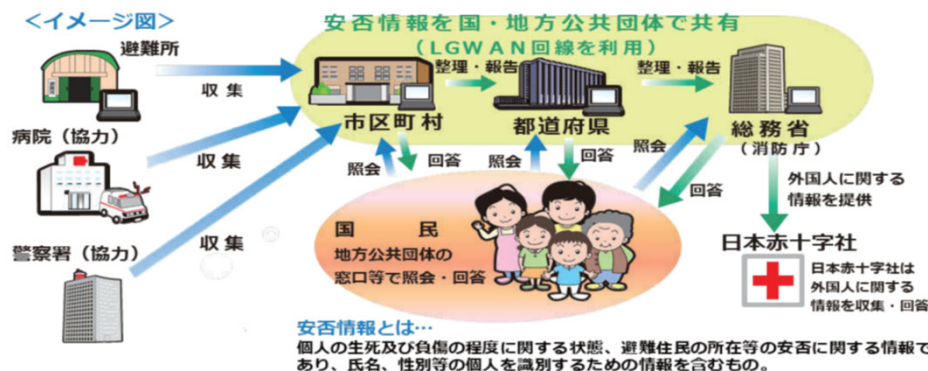 <イメージ図>
安否情報を国・地方公共団体で共有
(LGWAN回線を利用)
避難所
収集
整理・報告
整理・報告
市区町村
都道府県
総務省
(消防庁)
病院(協力)
収集
照会
回答
照会
回答
照会
回答
外国人に関する
情報を提供
警察署(協力)
収集
国民
地方公共団体の
窓口等で照会・回答
日本赤十字社
日本赤十字社は
外国人に関する
情報を収集・回答
安否情報とは…
個人の生死及び負傷の程度に関する状態、避難住民の所在等の安否に関する情報で
あり、氏名、性別等の個人を識別するための情報を含むもの。